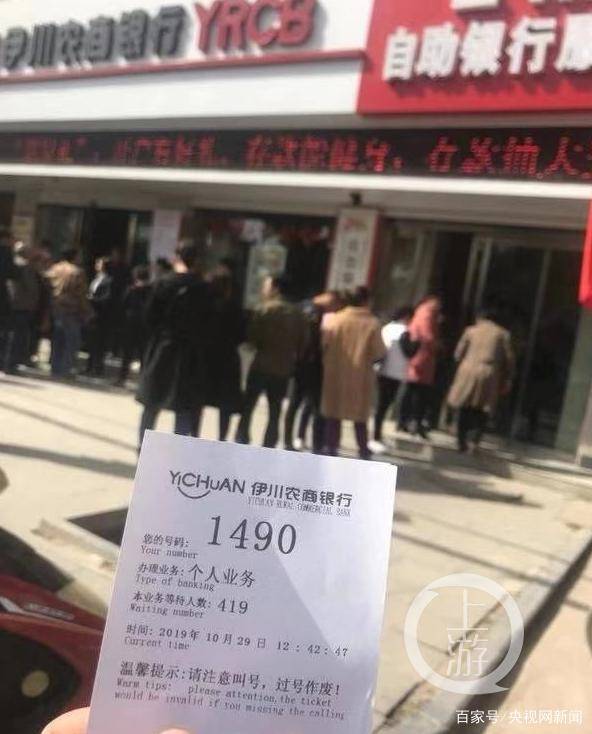 伊川农商银行 YRCB
自助银行服
YiCHuAN 伊川农商银行
YICHUAN RURAL COMMERCIAL BANK
您的号码: 1490
Your number
办理业务: 个人业务
Type of banking
本业务等待人数: 419
Waiting number
时间: 2019年 10月29日 12:42:47
Current time
温馨提示: 请注意叫号，过号作废!
Warm tips: please attention, the ticket
would be invalid if you missing the calling
上游
百家号/央视网新闻